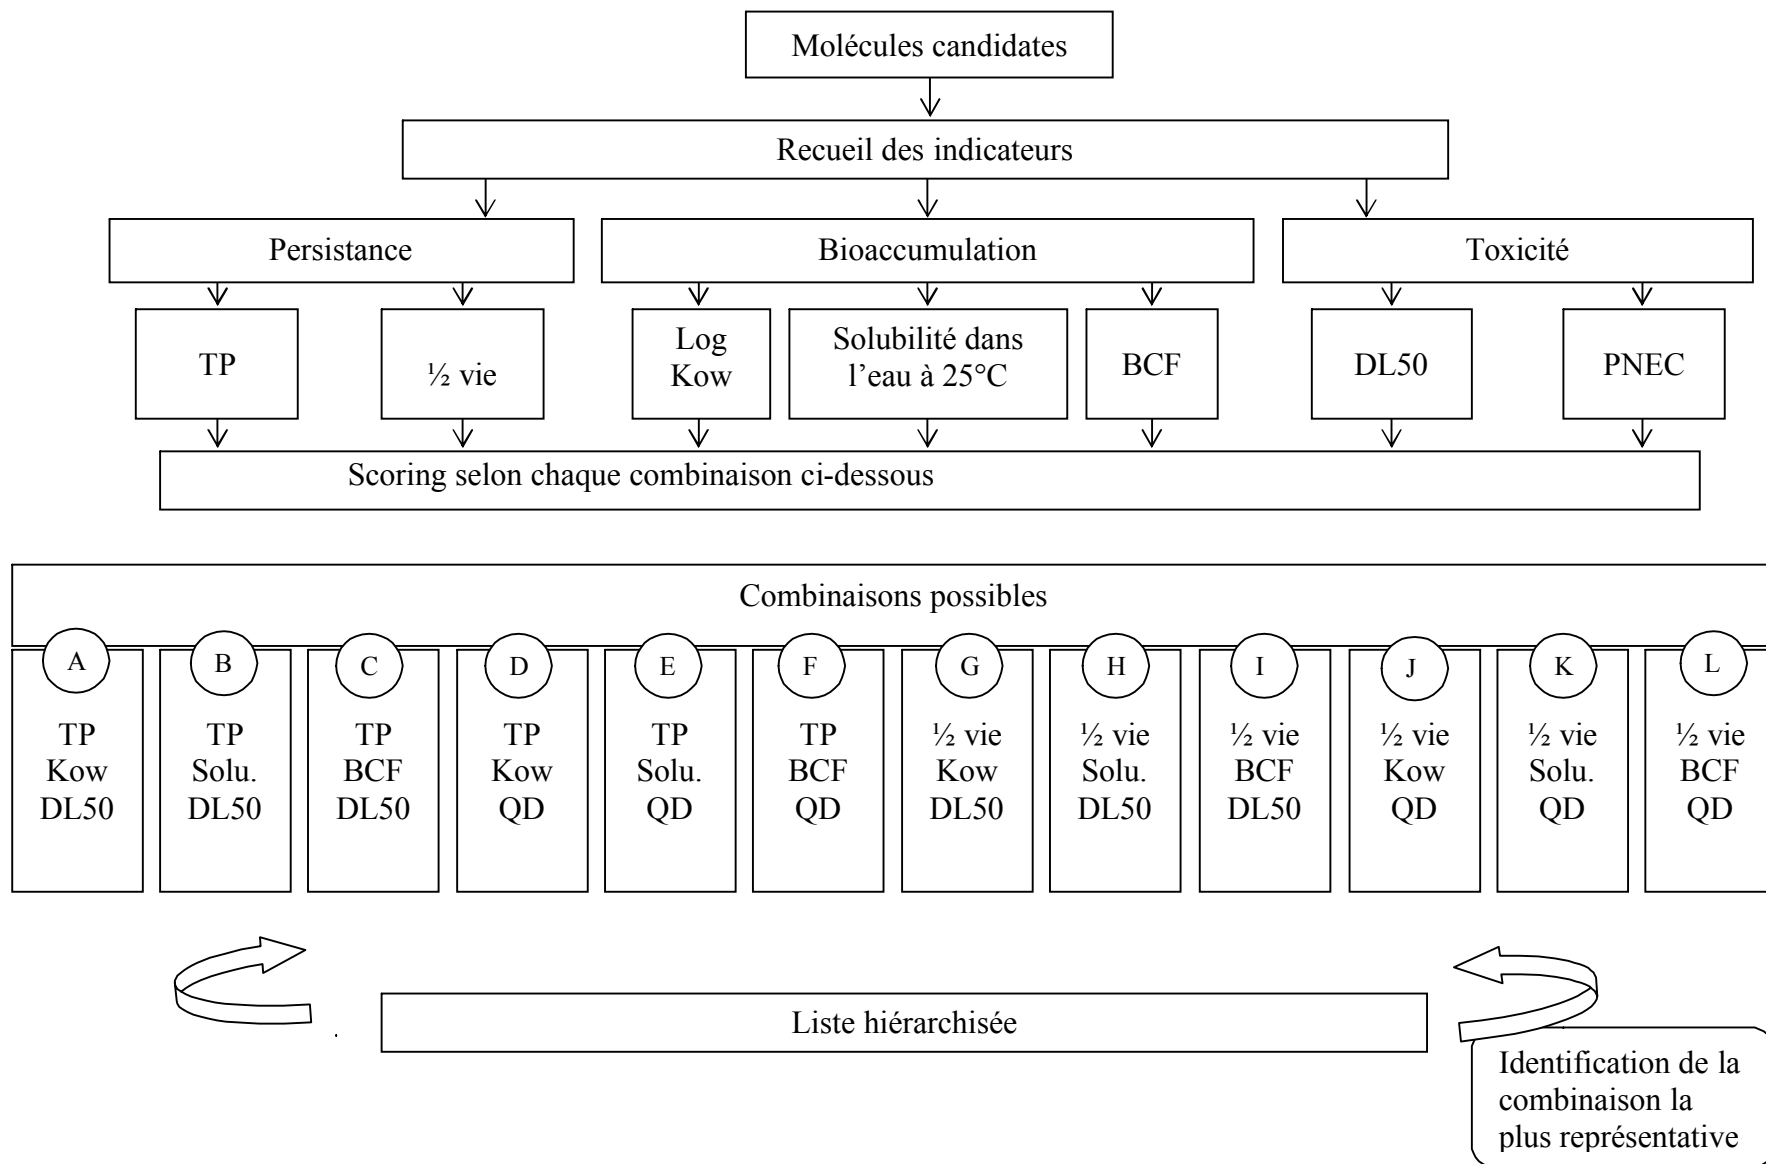 Molécules candidates
Recueil des indicateurs
Persistance
Bioaccumulation
Toxicité
TP
½ vie
Log
Kow
Solubilité dans
l'eau à 25°C
BCF
DL50
PNEC
Scoring selon chaque combinaison ci-dessous
Combinaisons possibles
A
TP
Kow
DL50
B
TP
Solu.
DL50
C
TP
BCF
DL50
D
TP
Kow
QD
E
TP
Solu.
QD
F
TP
BCF
QD
G
½ vie
Kow
DL50
H
½ vie
Solu.
DL50
I
½ vie
BCF
DL50
J
½ vie
Kow
QD
K
½ vie
Solu.
QD
L
½ vie
BCF
QD
Liste hiérarchisée
Identification de la
combinaison la
plus représentative